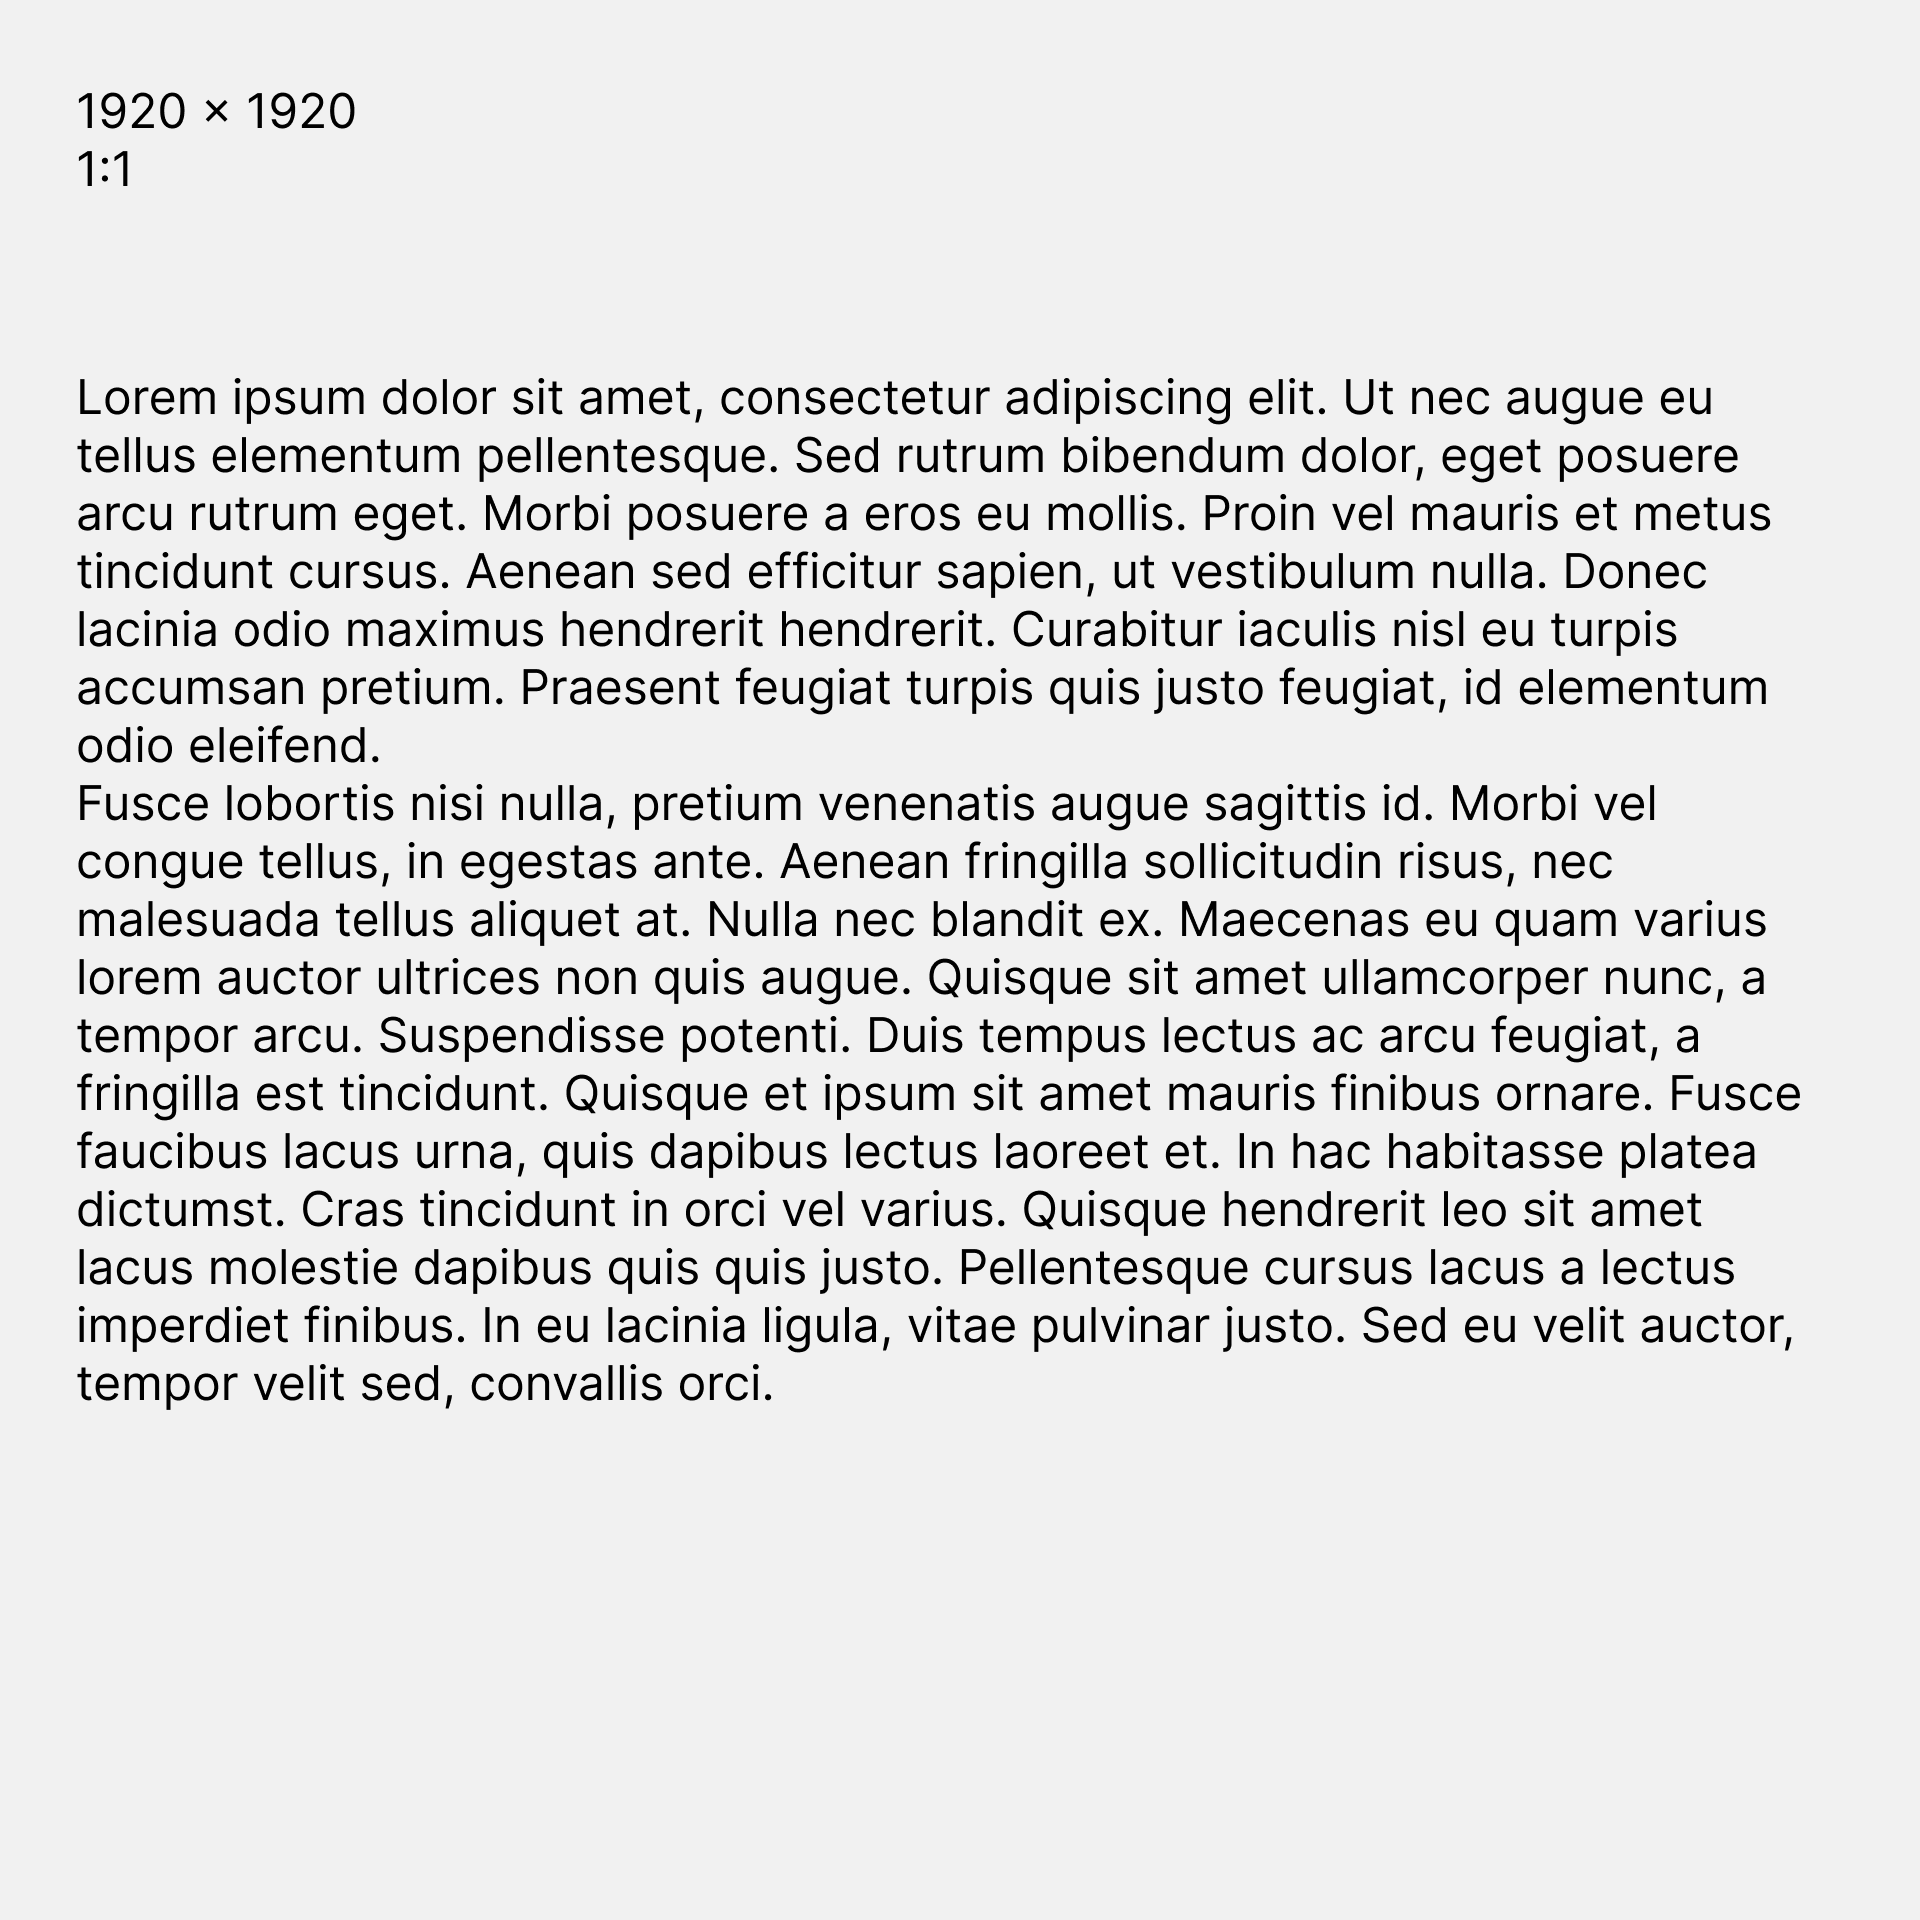 1920 × 1920
1:1
Lorem ipsum dolor sit amet, consectetur adipiscing elit. Ut nec augue eu
tellus elementum pellentesque. Sed rutrum bibendum dolor, eget posuere
arcu rutrum eget. Morbi posuere a eros eu mollis. Proin vel mauris et metus
tincidunt cursus. Aenean sed efficitur sapien, ut vestibulum nulla. Donec
lacinia odio maximus hendrerit hendrerit. Curabitur iaculis nisl eu turpis
accumsan pretium. Praesent feugiat turpis quis justo feugiat, id elementum
odio eleifend.
Fusce lobortis nisi nulla, pretium venenatis augue sagittis id. Morbi vel
congue tellus, in egestas ante. Aenean fringilla sollicitudin risus, nec
malesuada tellus aliquet at. Nulla nec blandit ex. Maecenas eu quam varius
lorem auctor ultrices non quis augue. Quisque sit amet ullamcorper nunc, a
tempor arcu. Suspendisse potenti. Duis tempus lectus ac arcu feugiat, a
fringilla est tincidunt. Quisque et ipsum sit amet mauris finibus ornare. Fusce
faucibus lacus urna, quis dapibus lectus laoreet et. In hac habitasse platea
dictumst. Cras tincidunt in orci vel varius. Quisque hendrerit leo sit amet
lacus molestie dapibus quis quis justo. Pellentesque cursus lacus a lectus
imperdiet finibus. In eu lacinia ligula, vitae pulvinar justo. Sed eu velit auctor,
tempor velit sed, convallis orci.